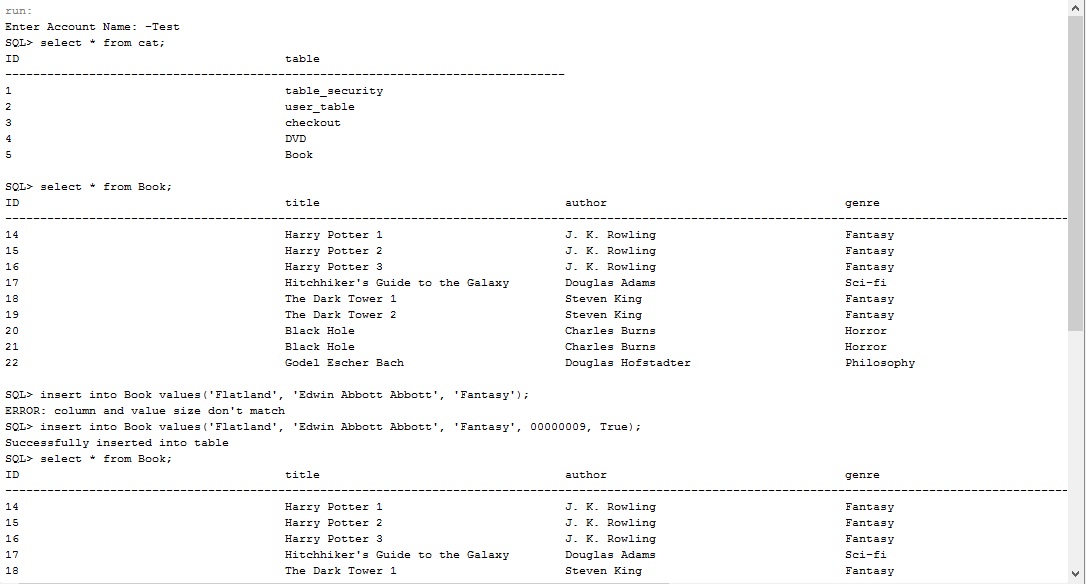 run:
Enter Account Name: -Test
SQL> select * from cat;
ID table
--------------------------------------------------------------------------------
1 table_security
2 user_table
3 checkout
4 DVD
5 Book
SQL> select * from Book;
ID title author genre
--------------------------------------------------------------------------------------------------------------------------------------------------------
14 Harry Potter 1 J. K. Rowling Fantasy
15 Harry Potter 2 J. K. Rowling Fantasy
16 Harry Potter 3 J. K. Rowling Fantasy
17 Hitchhiker's Guide to the Galaxy Douglas Adams Sci-fi
18 The Dark Tower 1 Steven King Fantasy
19 The Dark Tower 2 Steven King Fantasy
20 Black Hole Charles Burns Horror
21 Black Hole Charles Burns Horror
22 Godel Escher Bach Douglas Hofstadter Philosophy
SQL> insert into Book values('Flatland', 'Edwin Abbott Abbott', 'Fantasy');
ERROR: column and value size don't match
SQL> insert into Book values('Flatland', 'Edwin Abbott Abbott', 'Fantasy', 00000009, True);
Successfully inserted into table
SQL> select * from Book;
ID title author genre
--------------------------------------------------------------------------------------------------------------------------------------------------------
14 Harry Potter 1 J. K. Rowling Fantasy
15 Harry Potter 2 J. K. Rowling Fantasy
16 Harry Potter 3 J. K. Rowling Fantasy
17 Hitchhiker's Guide to the Galaxy Douglas Adams Sci-fi
18 The Dark Tower 1 Steven King Fantasy